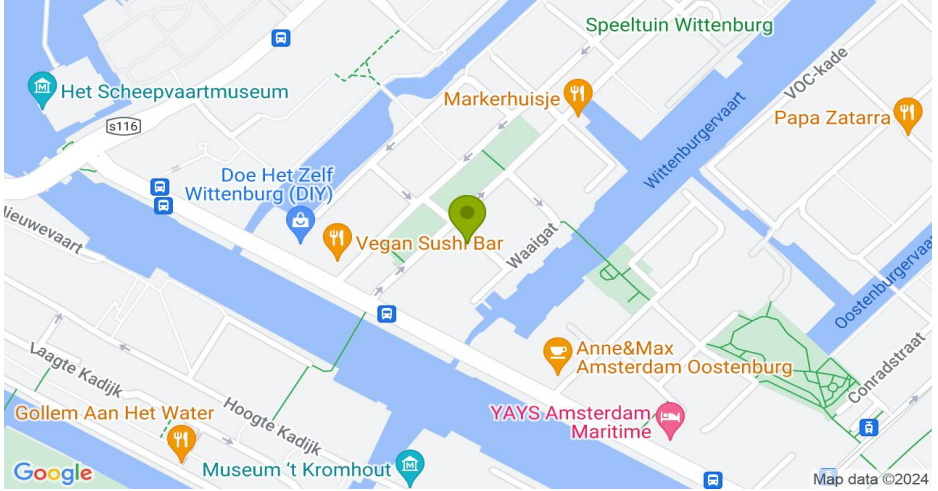 Speeltuin Wittenburg
Het Scheepvaartmuseum
Markerhuisje
VOC-kade
Papa Zatarra
s116
Wittenburgervaart
Doe Het Zelf
Wittenburg (DIY)
Nieuwevaart
Vegan Sushi Bar
Waaigat
Oostenburgervaart
Anne&Max
Amsterdam Oostenburg
Laagte Kadijk
Conradstraat
Hoogte Kadijk
Gollem Aan Het Water
YAYS Amsterdam
Maritime
Museum 't Kromhout
Google
Map data ©2024